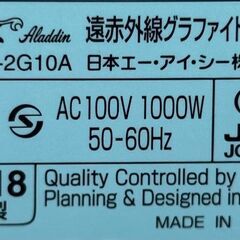 Aladdin 遠赤外線グラファイト
-2G10A 日本エー・アイ・シー株
AC100V 1000W
50-60Hz
18 Quality Controlled by
製 Planning & Designed in
MADE IN